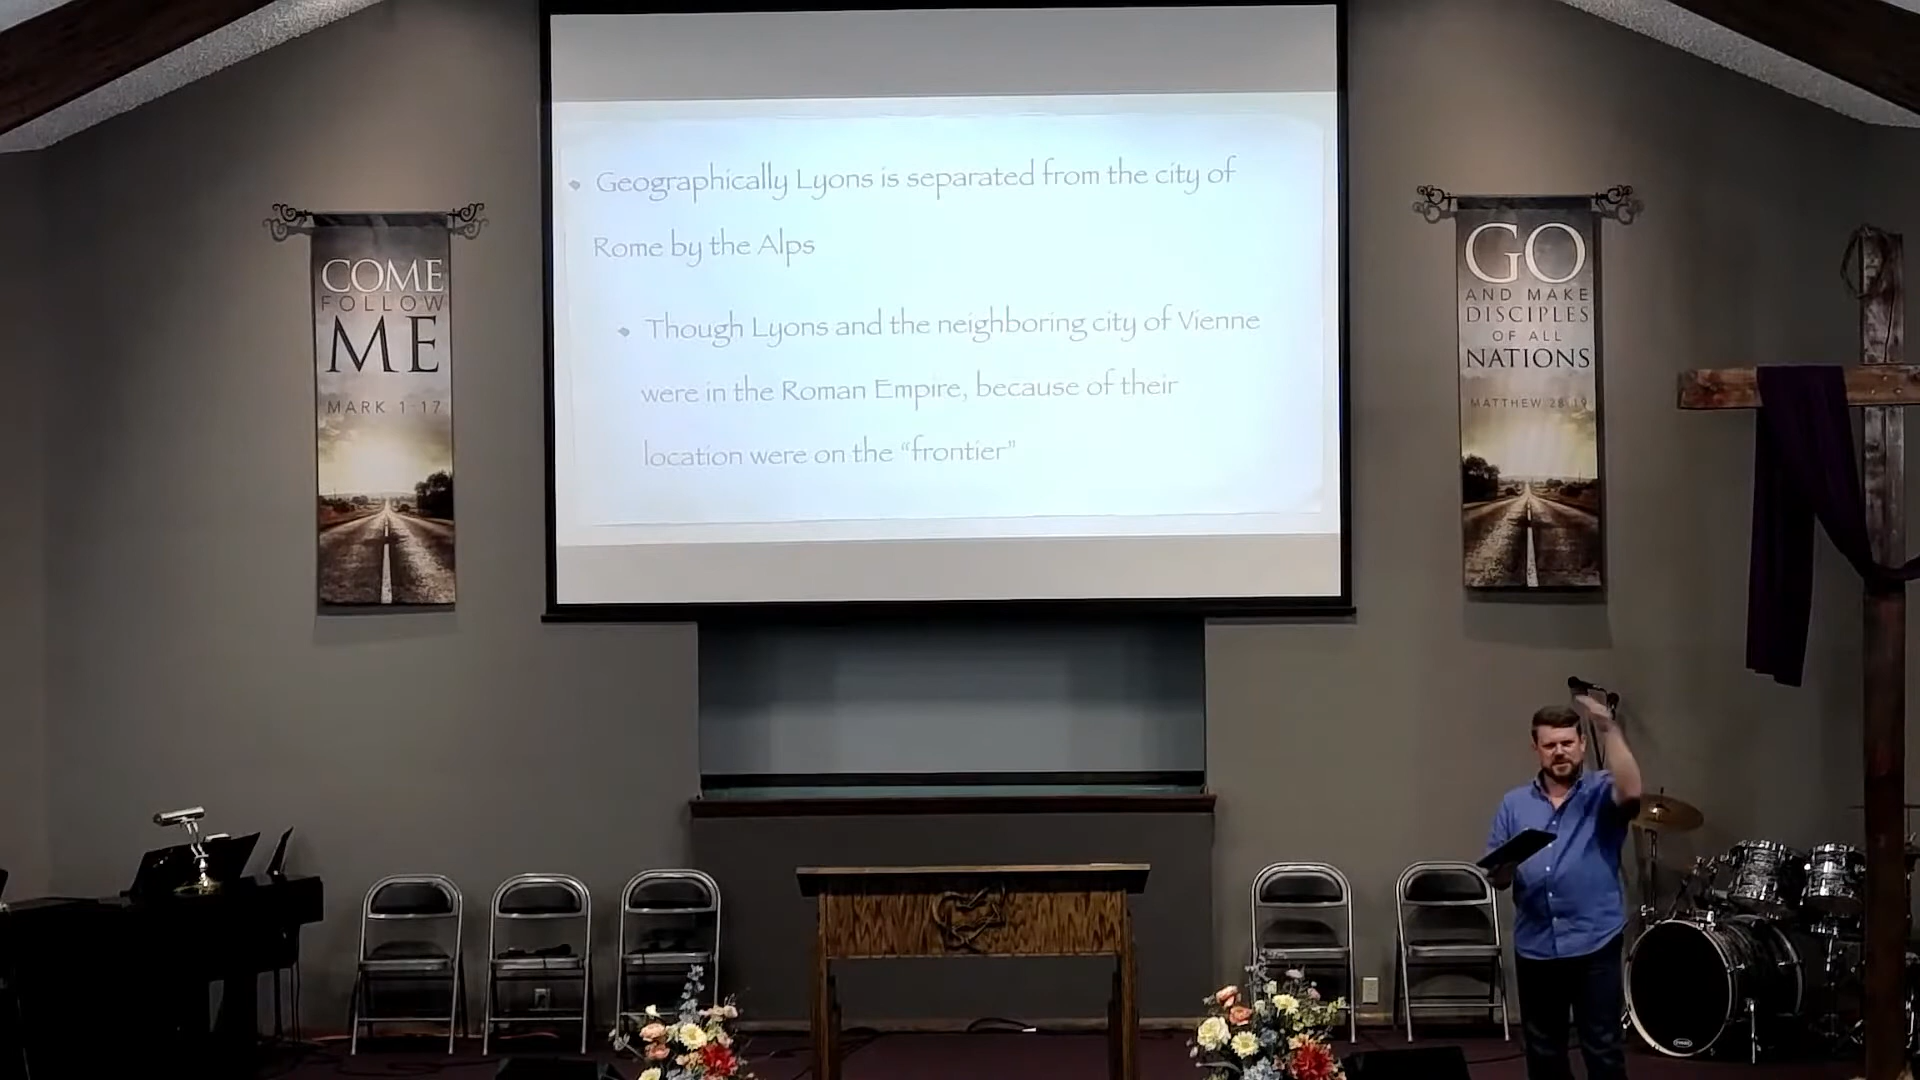 Geographically Lyons is separated from the city of
Rome by the Alps
Though Lyons and the neighboring city of Vienne
were in the Roman Empire, because of their
location were on the “frontier”
COME
FOLLOW
ME
MARK 1:17
GO
AND MAKE
DISCIPLES
OF ALL
NATIONS
MATTHEW 28:19